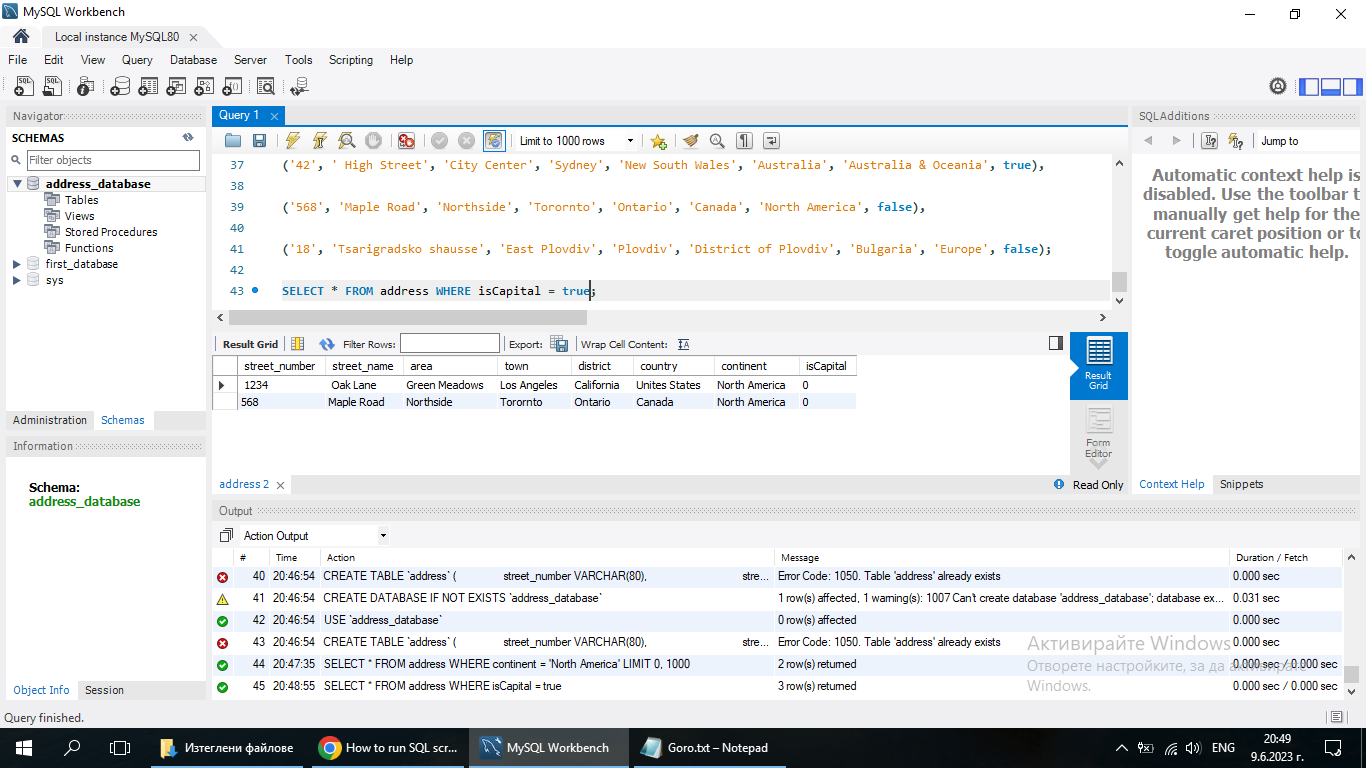 MySQL Workbench
Local instance MySQL80
File Edit View Query Database Server Tools Scripting Help
Navigator
SCHEMAS
Filter objects
address_database
Tables
Views
Stored Procedures
Functions
first_database
sys
Administration Schemas
Information
Schema:
address_database
Object Info Session
Query 1
Limit to 1000 rows
37 ('42', ' High Street', 'City Center', 'Sydney', 'New South Wales', 'Australia', 'Australia & Oceania', true),
38
39 ('568', 'Maple Road', 'Northside', 'Torornto', 'Ontario', 'Canada', 'North America', false),
40
41 ('18', 'Tsarigradsko shausse', 'East Plovdiv', 'Plovdiv', 'District of Plovdiv', 'Bulgaria', 'Europe', false);
42
43 SELECT * FROM address WHERE isCapital = true;
Result Grid Filter Rows: Export: Wrap Cell Content:
street_number street_name area town district country continent isCapital
1234 Oak Lane Green Meadows Los Angeles California Unites States North America 0
568 Maple Road Northside Torornto Ontario Canada North America 0
Result Grid
Form Editor
address 2
Read Only
SQLAdditions
Jump to
Automatic context help is
disabled. Use the toolbar t
manually get help for the
current caret position or to
toggle automatic help.
Context Help Snippets
Output
Action Output
# Time Action Message Duration / Fetch
40 20:46:54 CREATE TABLE `address` ( street_number VARCHAR(80), stre... Error Code: 1050. Table 'address' already exists 0.000 sec
41 20:46:54 CREATE DATABASE IF NOT EXISTS `address_database` 1 row(s) affected, 1 warning(s): 1007 Can't create database 'address_database'; database ex... 0.031 sec
42 20:46:54 USE `address_database` 0 row(s) affected 0.000 sec
43 20:46:54 CREATE TABLE `address` ( street_number VARCHAR(80), stre... Error Code: 1050. Table 'address' already exists 0.000 sec
44 20:47:35 SELECT * FROM address WHERE continent = 'North America' LIMIT 0, 1000 2 row(s) returned 0.000 sec / 0.000 sec
45 20:48:55 SELECT * FROM address WHERE isCapital = true 3 row(s) returned 0.000 sec / 0.000 sec
Активирайте Windows
Отворете настройките, за да активирате
Windows.
Query finished.
Изтеглени файлове
How to run SQL scr...
MySQL Workbench
Goro.txt – Notepad
ENG
20:49
9.6.2023 г.